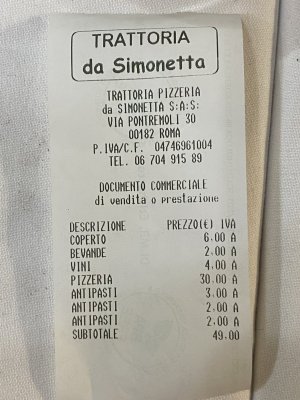 TRATTORIA
da Simonetta
TRATTORIA PIZZERIA
da SIMONETTA S:A:S:
VIA PONTREMOLI 30
00182 ROMA
P.IVA/C.F. 04746961004
TEL. 06 704 915 89
DOCUMENTO COMMERCIALE
di vendita o prestazione
DESCRIZIONE PREZZO(€) IVA
COPERTO 6,00 A
BEVANDE 2,00 A
VINI 4,00 A
PIZZERIA 30,00 A
ANTIPASTI 3,00 A
ANTIPASTI 2,00 A
ANTIPASTI 2,00 A
SUBTOTALE 49,00